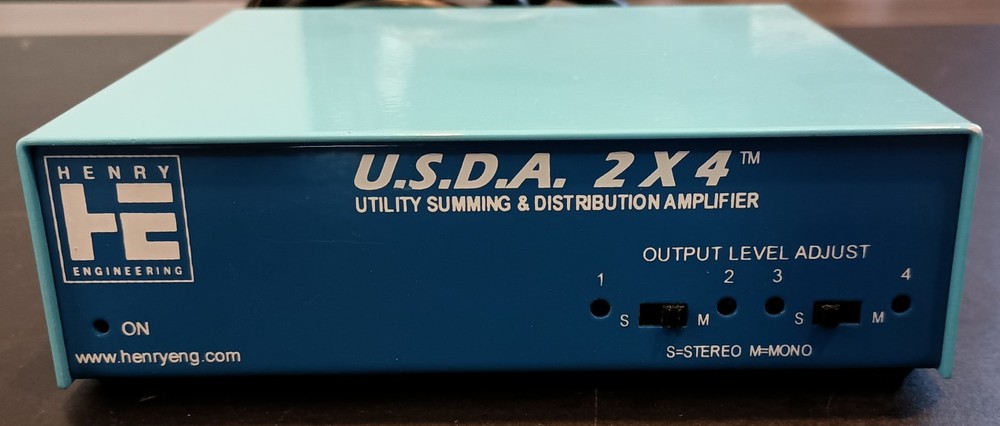 HENRY
HE
ENGINEERING
U.S.D.A. 2X4™
UTILITY SUMMING & DISTRIBUTION AMPLIFIER
OUTPUT LEVEL ADJUST
1 2 3 4
S M S M
S=STEREO M=MONO
ON
www.henryeng.com